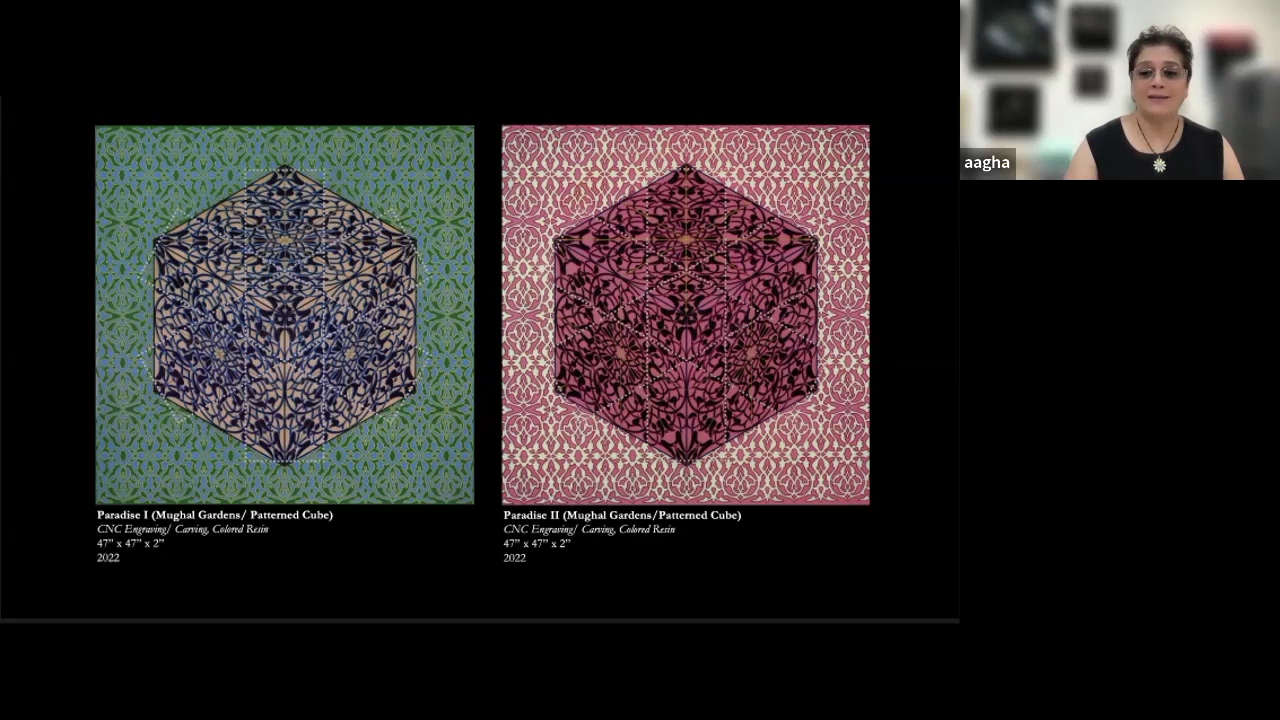 aagha
Paradise I (Mughal Gardens/ Patterned Cube)
CNC Engraving/ Carving, Colored Resin
47” x 47” x 2”
2022
Paradise II (Mughal Gardens/Patterned Cube)
CNC Engraving/ Carving, Colored Resin
47” x 47” x 2”
2022